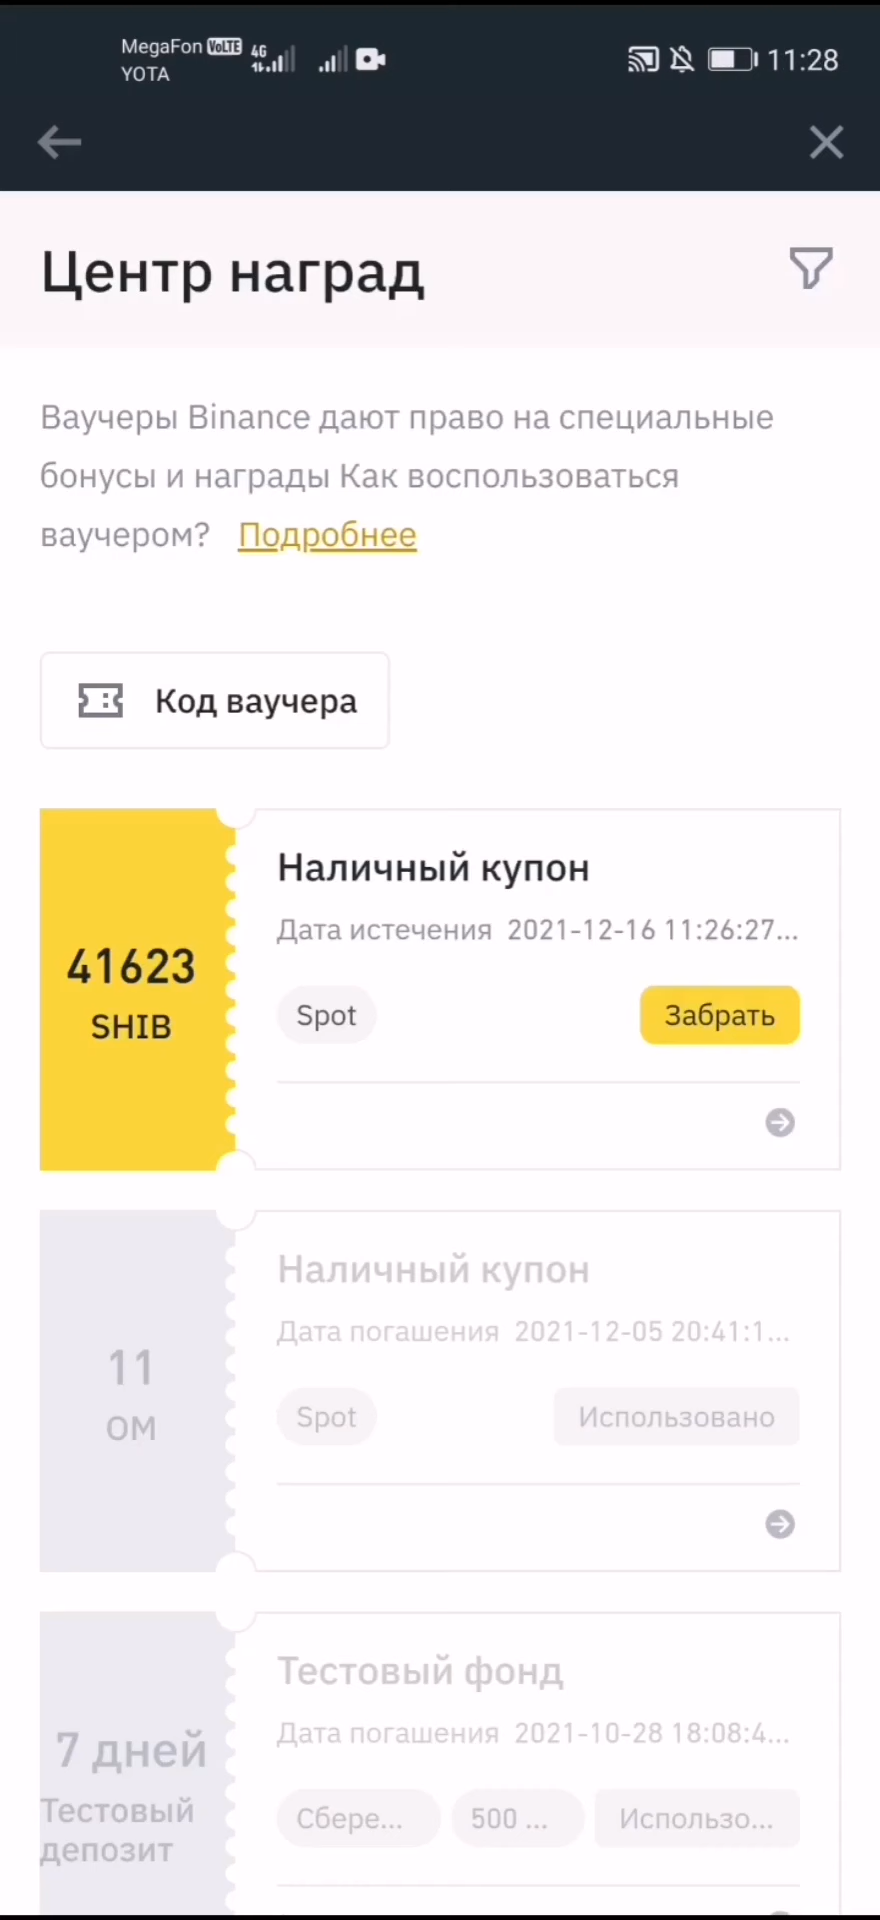 MegaFon VoLTE 4G
YOTA
11:28
Центр наград
Ваучеры Binance дают право на специальные
бонусы и награды Как воспользоваться
ваучером? Подробнее
Код ваучера
41623
SHIB
Наличный купон
Дата истечения 2021-12-16 11:26:27...
Spot
Забрать
11
OM
Наличный купон
Дата погашения 2021-12-05 20:41:1...
Spot
Использовано
7 дней
Тестовый
депозит
Тестовый фонд
Дата погашения 2021-10-28 18:08:4...
Сбере...
500 ...
Использо...